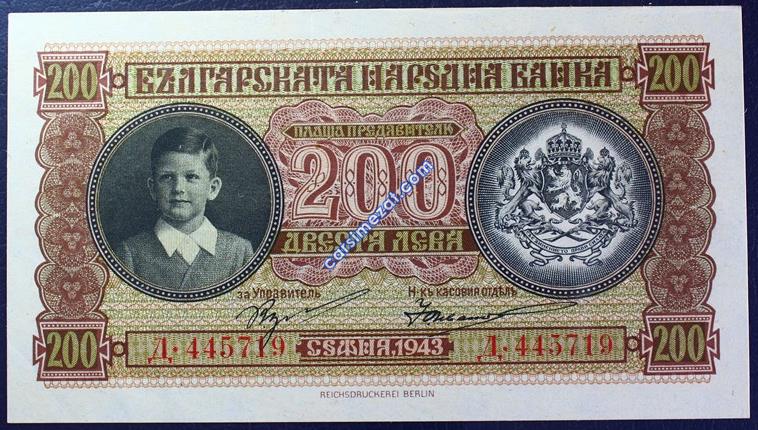 200 200
БЪЛГАРСКАТА НАРОДНА БАНКА
ПЛАЩА ПРЕДЯВИТЕЛЮ
200
ДВЕСТА ЛЕВА
carsimezat.com
за Управитель Н-къ касовия отдѣлъ
Д·445719 СОФИЯ.1943 Д·445719
200 200
REICHSDRUCKEREI BERLIN